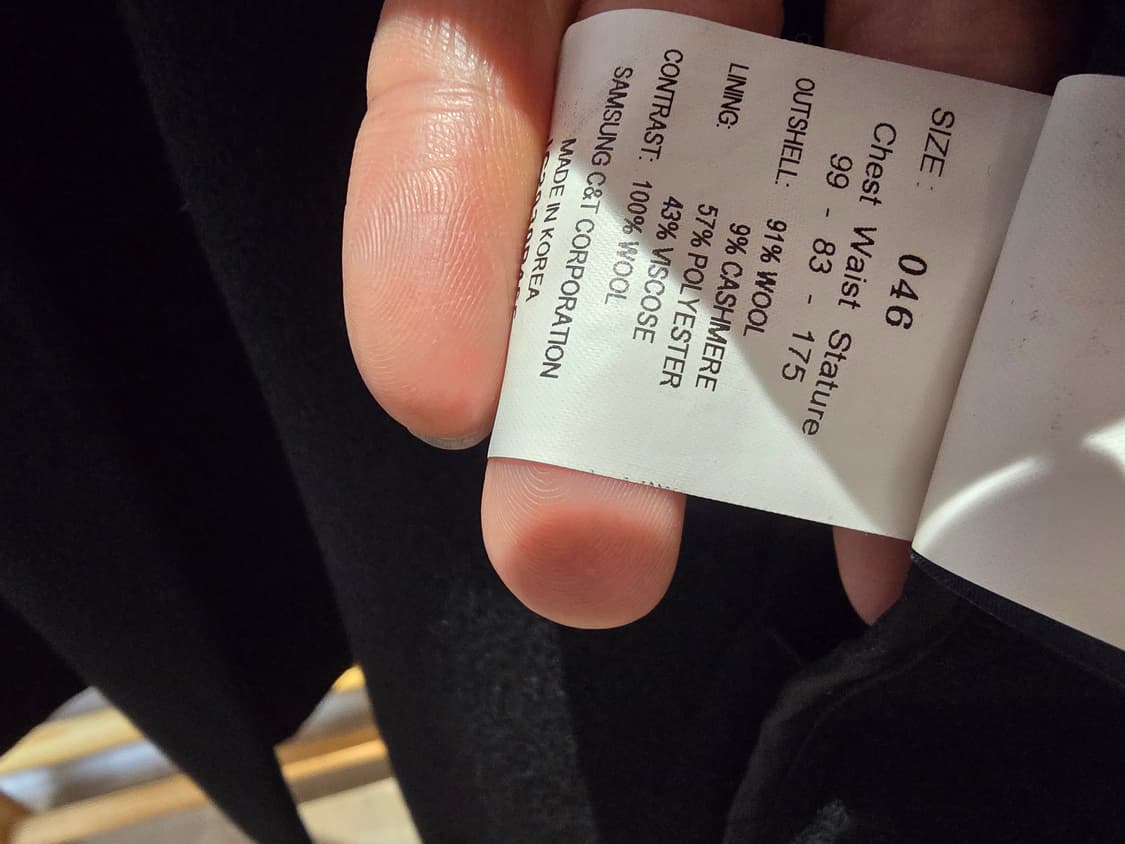 SIZE : 046
Chest Waist Stature
99 - 83 - 175
OUTSHELL: 91% WOOL
9% CASHMERE
LINING: 57% POLYESTER
43% VISCOSE
CONTRAST: 100% WOOL
SAMSUNG C&T CORPORATION
MADE IN KOREA